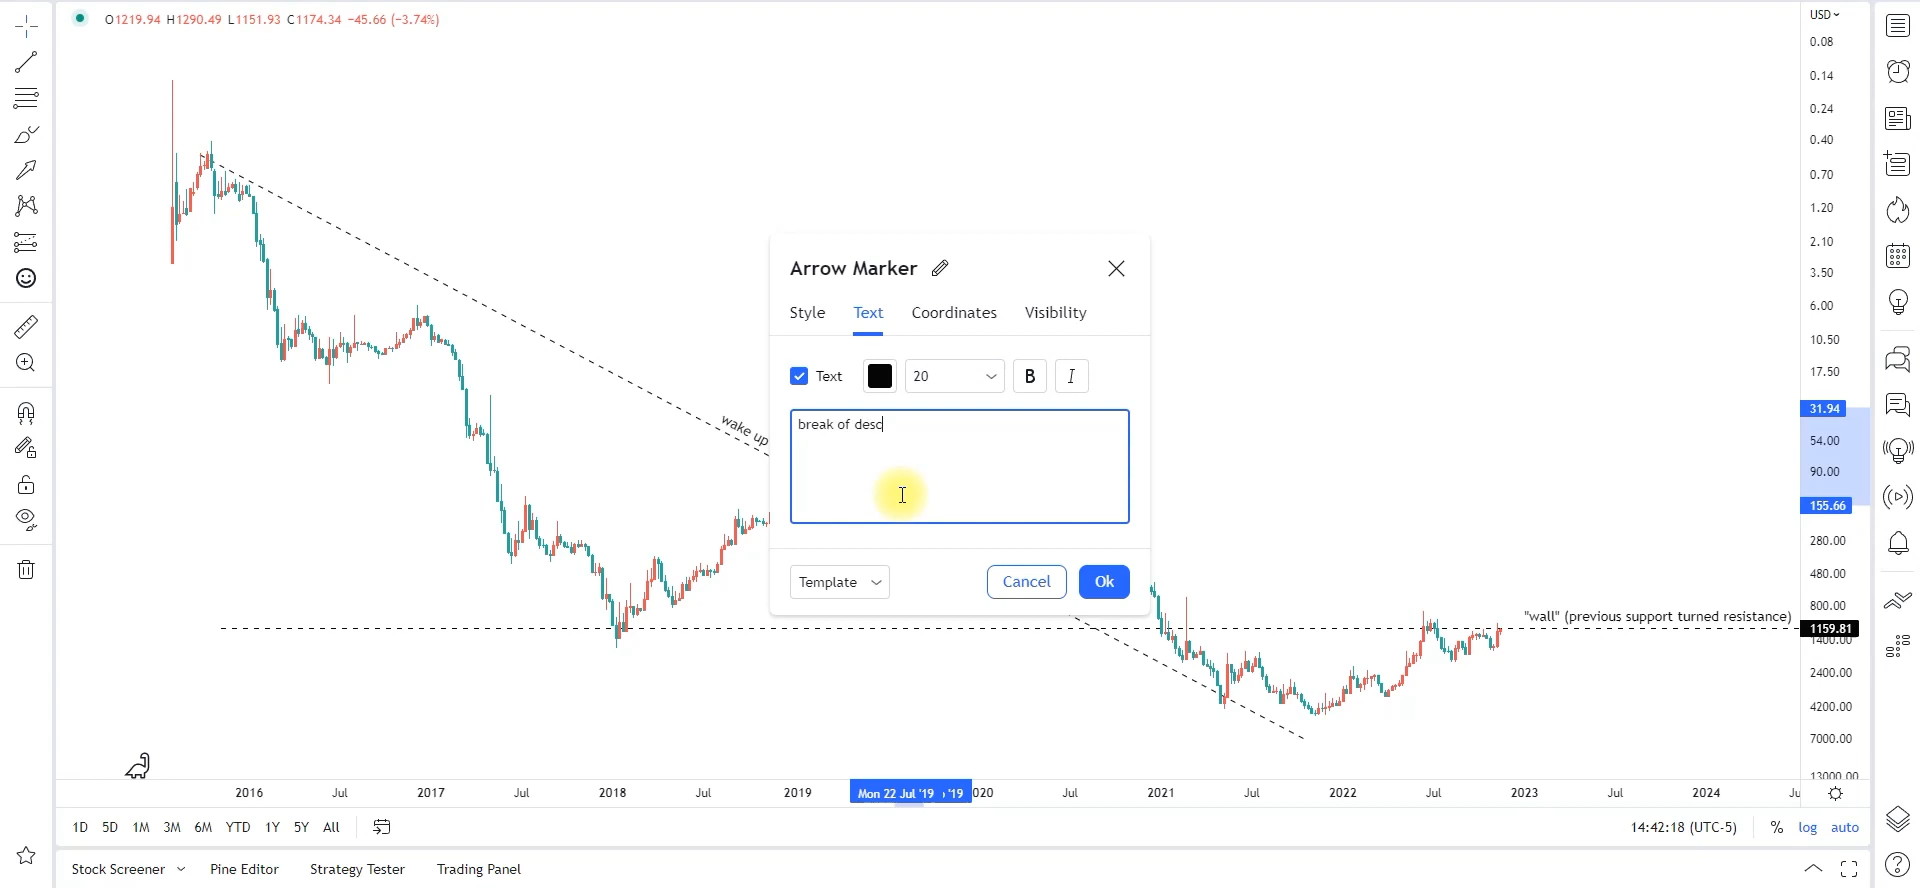 O1219.94 H1290.49 L1151.93 C1174.34 −45.66 (−3.74%)
USD
0.08
0.14
0.24
0.40
0.70
1.20
2.10
3.50
6.00
10.50
17.50
31.94
54.00
90.00
155.66
280.00
480.00
800.00
1159.81
1400.00
2400.00
4200.00
7000.00
13000.00
wake up
"wall" (previous support turned resistance)
Arrow Marker
Style Text Coordinates Visibility
Text 20 B I
break of desc
Template Cancel Ok
2016 Jul 2017 Jul 2018 Jul 2019 Mon 22 Jul '19 '19 020 Jul 2021 Jul 2022 Jul 2023 Jul 2024 Ju
1D 5D 1M 3M 6M YTD 1Y 5Y All 14:42:18 (UTC-5) % log auto
Stock Screener Pine Editor Strategy Tester Trading Panel